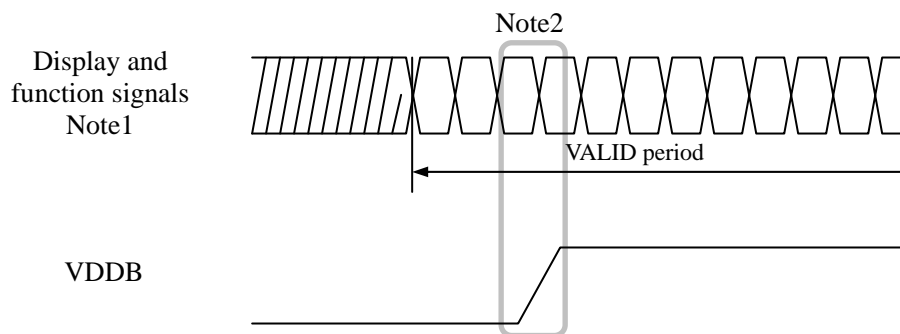 Note2
Display and
function signals
Note1
VALID period
VDDB